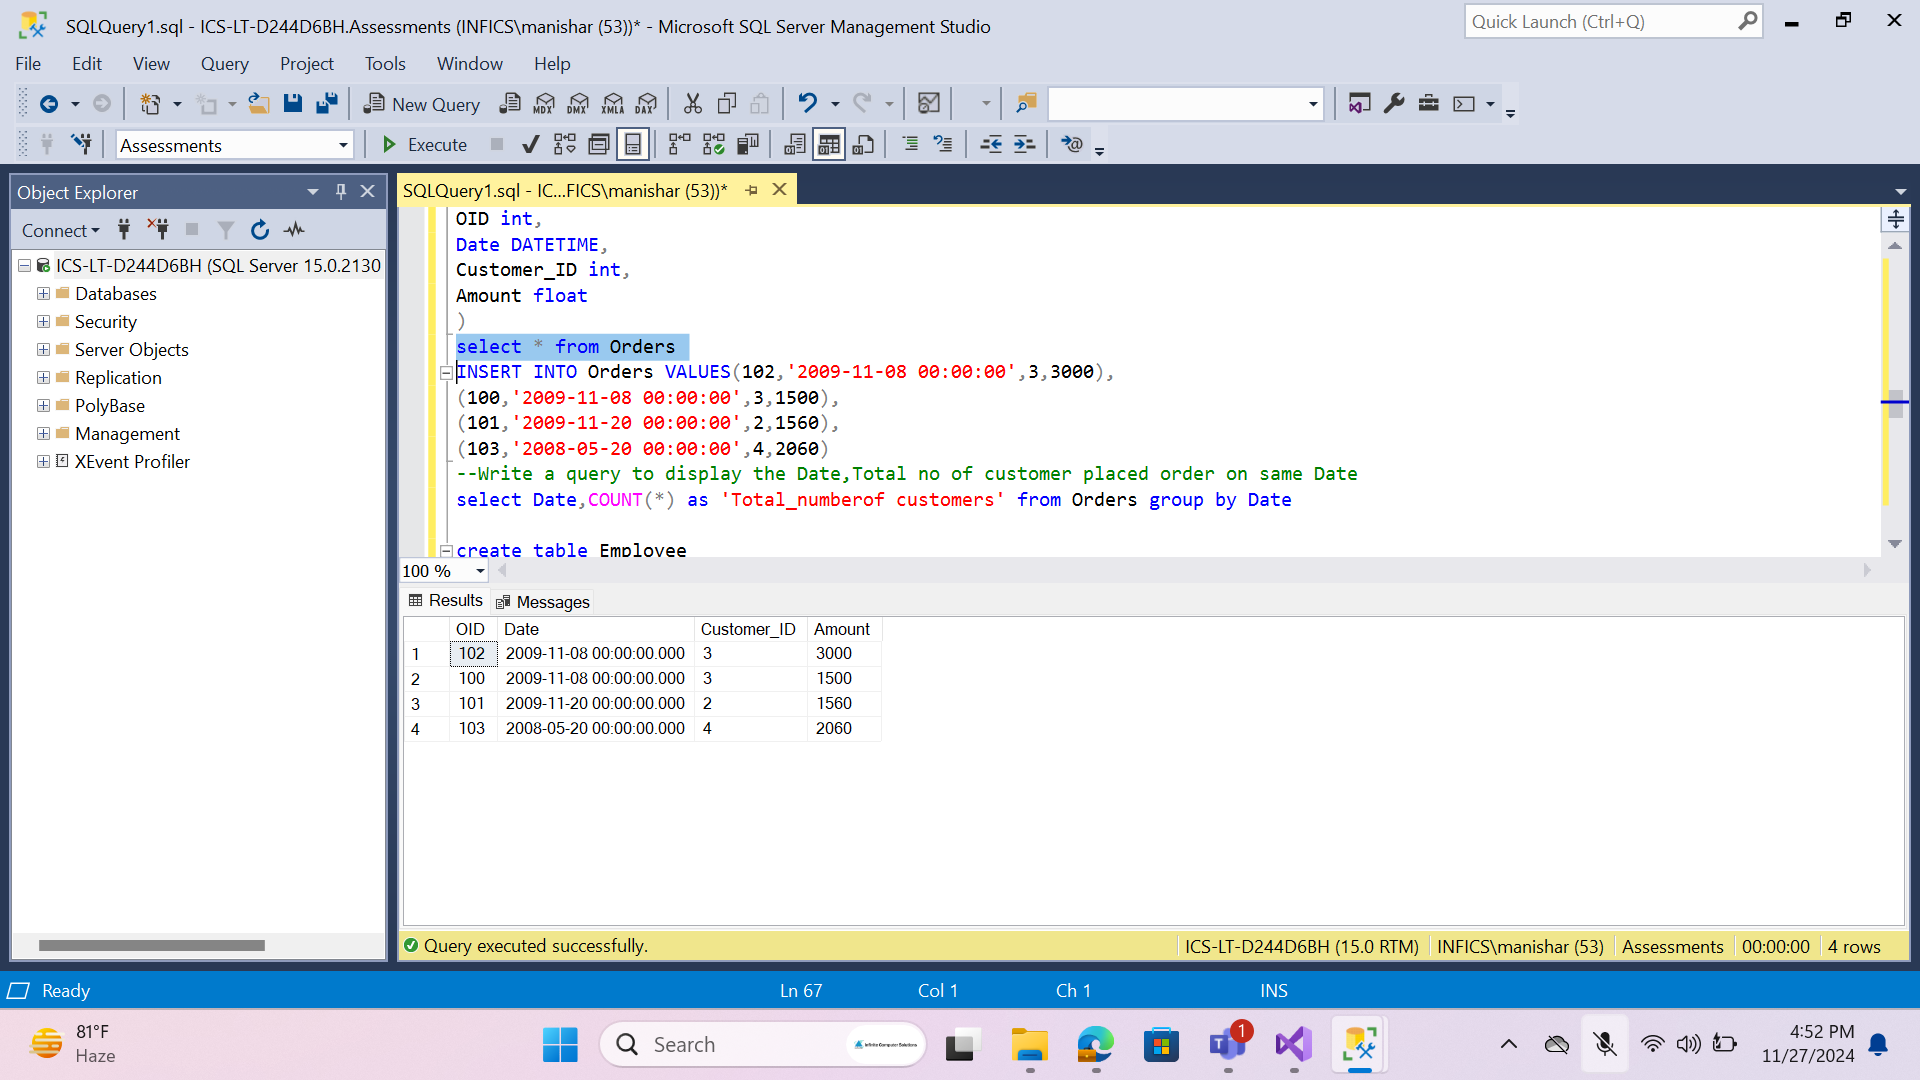 SQLQuery1.sql - ICS-LT-D244D6BH.Assessments (INFICS\manishar (53))* - Microsoft SQL Server Management Studio
Quick Launch (Ctrl+Q)
File Edit View Query Project Tools Window Help
New Query MDX DMX XMLA DAX
Assessments Execute
Object Explorer
Connect
ICS-LT-D244D6BH (SQL Server 15.0.2130
Databases
Security
Server Objects
Replication
PolyBase
Management
XEvent Profiler
SQLQuery1.sql - IC...FICS\manishar (53))*
OID int,
Date DATETIME,
Customer_ID int,
Amount float
)
select * from Orders
INSERT INTO Orders VALUES(102,'2009-11-08 00:00:00',3,3000),
(100,'2009-11-08 00:00:00',3,1500),
(101,'2009-11-20 00:00:00',2,1560),
(103,'2008-05-20 00:00:00',4,2060)
--Write a query to display the Date,Total no of customer placed order on same Date
select Date,COUNT(*) as 'Total_numberof customers' from Orders group by Date
create table Employee
100 %
Results Messages
OID Date Customer_ID Amount
1 102 2009-11-08 00:00:00.000 3 3000
2 100 2009-11-08 00:00:00.000 3 1500
3 101 2009-11-20 00:00:00.000 2 1560
4 103 2008-05-20 00:00:00.000 4 2060
Query executed successfully. ICS-LT-D244D6BH (15.0 RTM) INFICS\manishar (53) Assessments 00:00:00 4 rows
Ready Ln 67 Col 1 Ch 1 INS
81°F
Haze
Search
Infinite Computer Solutions
1
4:52 PM
11/27/2024